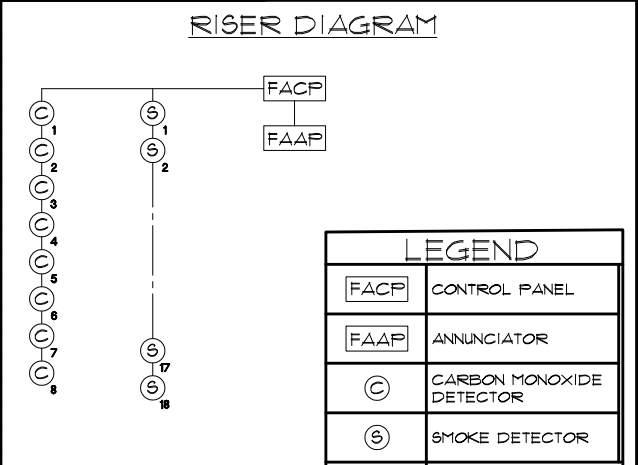 RISER DIAGRAM
FACP
FAAP
C 1
C 2
C 3
C 4
C 5
C 6
C 7
C 8
S 1
S 2
S 17
S 18
LEGEND
FACP CONTROL PANEL
FAAP ANNUNCIATOR
C CARBON MONOXIDE
DETECTOR
S SMOKE DETECTOR